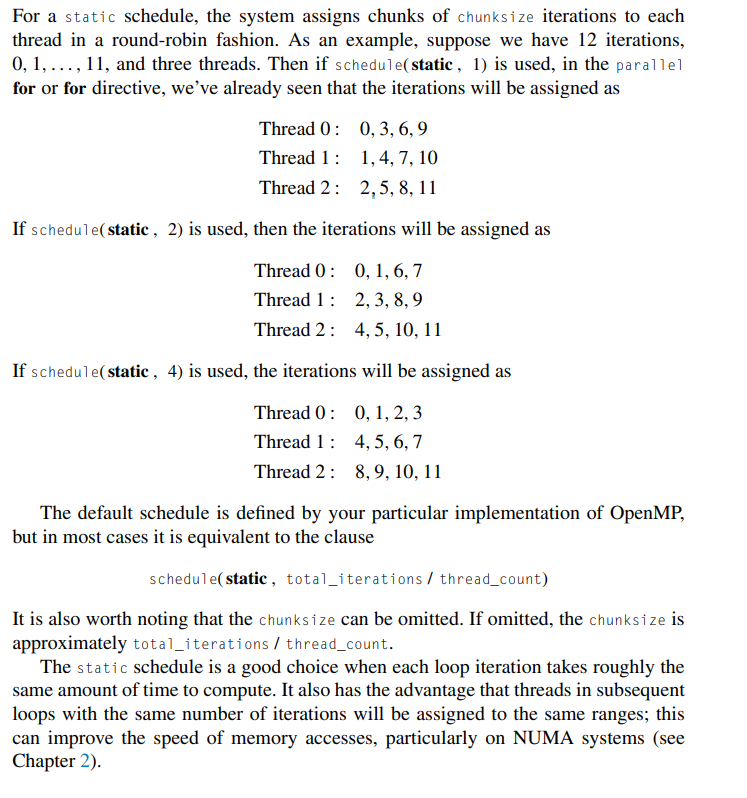 For a static schedule, the system assigns chunks of chunksize iterations to each
thread in a round-robin fashion. As an example, suppose we have 12 iterations,
0, 1, . . . , 11, and three threads. Then if schedule(static, 1) is used, in the parallel
for or for directive, we’ve already seen that the iterations will be assigned as
Thread 0 : 0, 3, 6, 9
Thread 1 : 1, 4, 7, 10
Thread 2 : 2, 5, 8, 11
If schedule(static, 2) is used, then the iterations will be assigned as
Thread 0 : 0, 1, 6, 7
Thread 1 : 2, 3, 8, 9
Thread 2 : 4, 5, 10, 11
If schedule(static, 4) is used, the iterations will be assigned as
Thread 0 : 0, 1, 2, 3
Thread 1 : 4, 5, 6, 7
Thread 2 : 8, 9, 10, 11
The default schedule is defined by your particular implementation of OpenMP,
but in most cases it is equivalent to the clause
schedule(static, total_iterations / thread_count)
It is also worth noting that the chunksize can be omitted. If omitted, the chunksize is
approximately total_iterations / thread_count.
The static schedule is a good choice when each loop iteration takes roughly the
same amount of time to compute. It also has the advantage that threads in subsequent
loops with the same number of iterations will be assigned to the same ranges; this
can improve the speed of memory accesses, particularly on NUMA systems (see
Chapter 2).